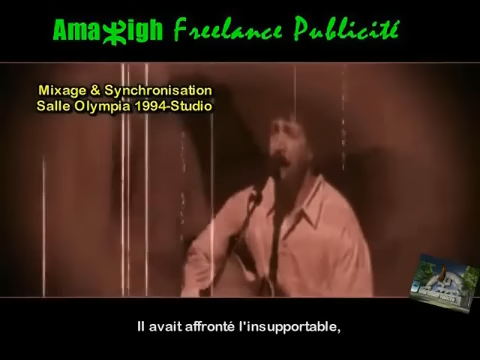 Amaⵣigh Freelance Publicité
Mixage & Synchronisation
Salle Olympia 1994-Studio
Il avait affronté l'insupportable,